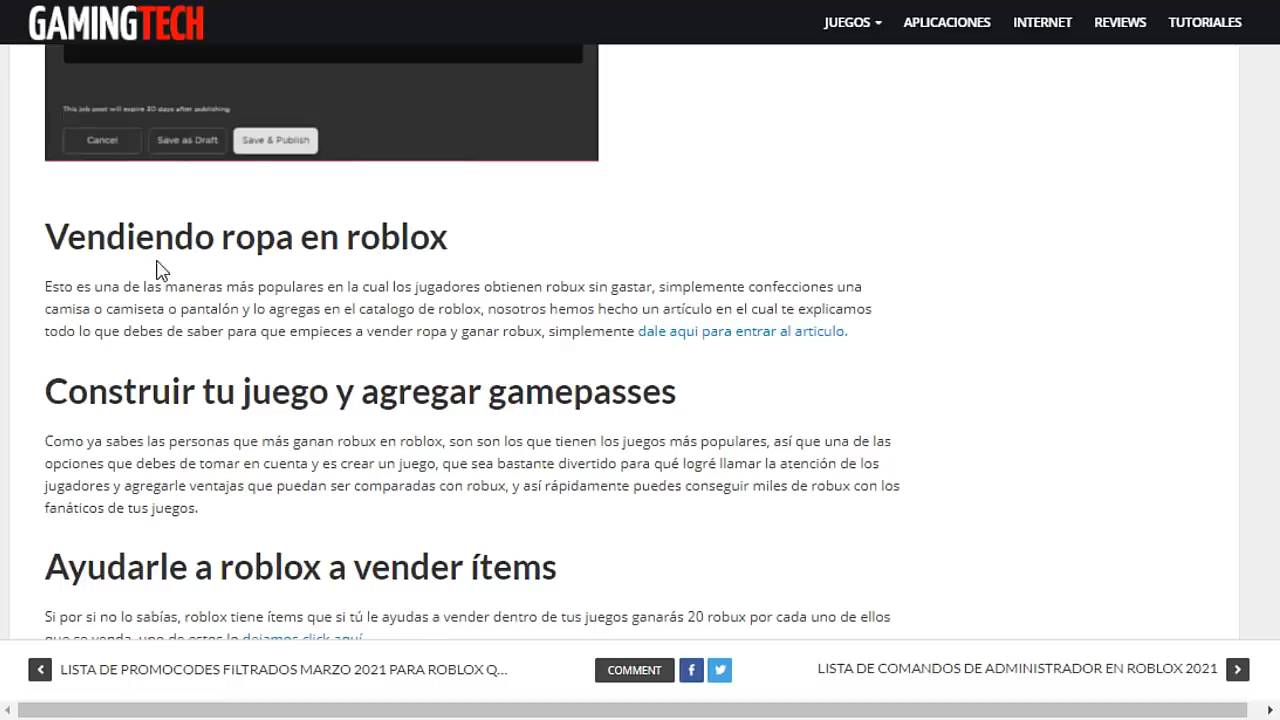 GAMINGTECH
JUEGOS
APLICACIONES
INTERNET
REVIEWS
TUTORIALES
This job post will expire 30 days after publishing
Cancel
Save as Draft
Save & Publish
Vendiendo ropa en roblox
Esto es una de las maneras más populares en la cual los jugadores obtienen robux sin gastar, simplemente confecciones una
camisa o camiseta o pantalón y lo agregas en el catalogo de roblox, nosotros hemos hecho un artículo en el cual te explicamos
todo lo que debes de saber para que empieces a vender ropa y ganar robux, simplemente dale aqui para entrar al articulo.
Construir tu juego y agregar gamepasses
Como ya sabes las personas que más ganan robux en roblox, son son los que tienen los juegos más populares, así que una de las
opciones que debes de tomar en cuenta y es crear un juego, que sea bastante divertido para qué logré llamar la atención de los
jugadores y agregarle ventajas que puedan ser comparadas con robux, y así rápidamente puedes conseguir miles de robux con los
fanáticos de tus juegos.
Ayudarle a roblox a vender ítems
Si por si no lo sabías, roblox tiene ítems que si tú le ayudas a vender dentro de tus juegos ganarás 20 robux por cada uno de ellos
que se venda, uno de estos lo dejamos click aquí
LISTA DE PROMOCODES FILTRADOS MARZO 2021 PARA ROBLOX Q...
COMMENT
LISTA DE COMANDOS DE ADMINISTRADOR EN ROBLOX 2021